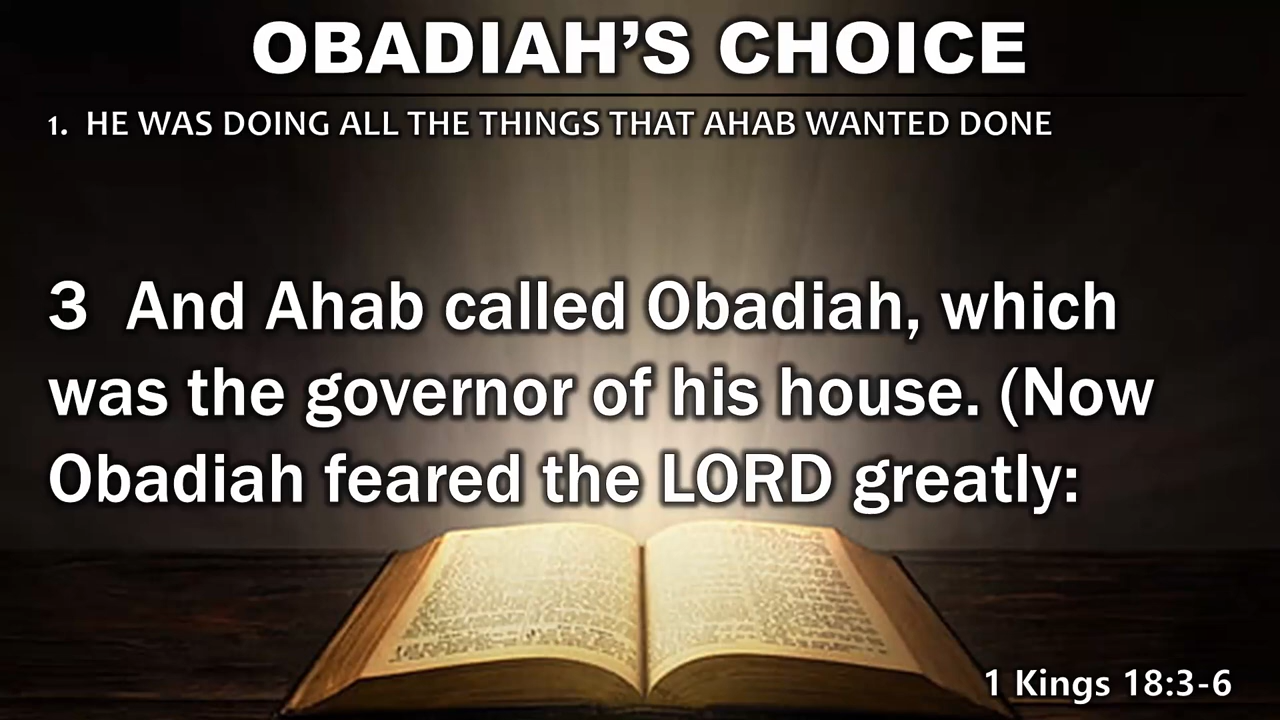 OBADIAH’S CHOICE
1. HE WAS DOING ALL THE THINGS THAT AHAB WANTED DONE
3 And Ahab called Obadiah, which
was the governor of his house. (Now
Obadiah feared the LORD greatly:
1 Kings 18:3-6